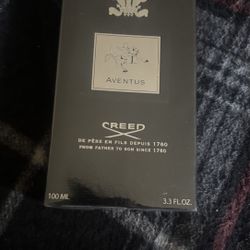 AVENTUS
CREED
DE PÈRE EN FILS DEPUIS 1760
FROM FATHER TO SON SINCE 1760
100 ML 3.3 FL.OZ.